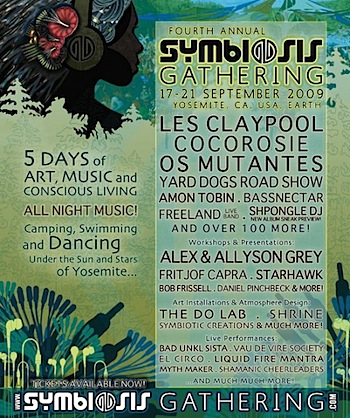 FOURTH ANNUAL
SYMBIOSIS
GATHERING
17-21 SEPTEMBER 2009
YOSEMITE, CA. USA. EARTH
LES CLAYPOOL
COCOROSIE
OS MUTANTES
YARD DOGS ROAD SHOW
AMON TOBIN . BASSNECTAR
FREELAND LIVE BAND . SHPONGLE DJ
NEW ALBUM SNEAK PREVIEW!
AND OVER 100 MORE!
Workshops & Presentations:
ALEX & ALLYSON GREY
FRITJOF CAPRA . STARHAWK
BOB FRISSELL . DANIEL PINCHBECK & MORE!
Art Installations & Atmosphere Design:
THE DO LAB . SHRINE
SYMBIOTIC CREATIONS & MUCH MORE!
Live Performances:
BAD UNKL SISTA . VAU DE VIRE SOCIETY
EL CIRCO . LIQUID FIRE MANTRA
MYTH MAKER . SHAMANIC CHEERLEADERS
...AND MUCH MUCH MORE!
5 DAYS of
ART, MUSIC and
CONSCIOUS LIVING
ALL NIGHT MUSIC!
Camping, Swimming
and Dancing
Under the Sun and Stars
of Yosemite...
TICKETS AVAILABLE NOW!
WWW.SYMBIOSIS GATHERING.COM